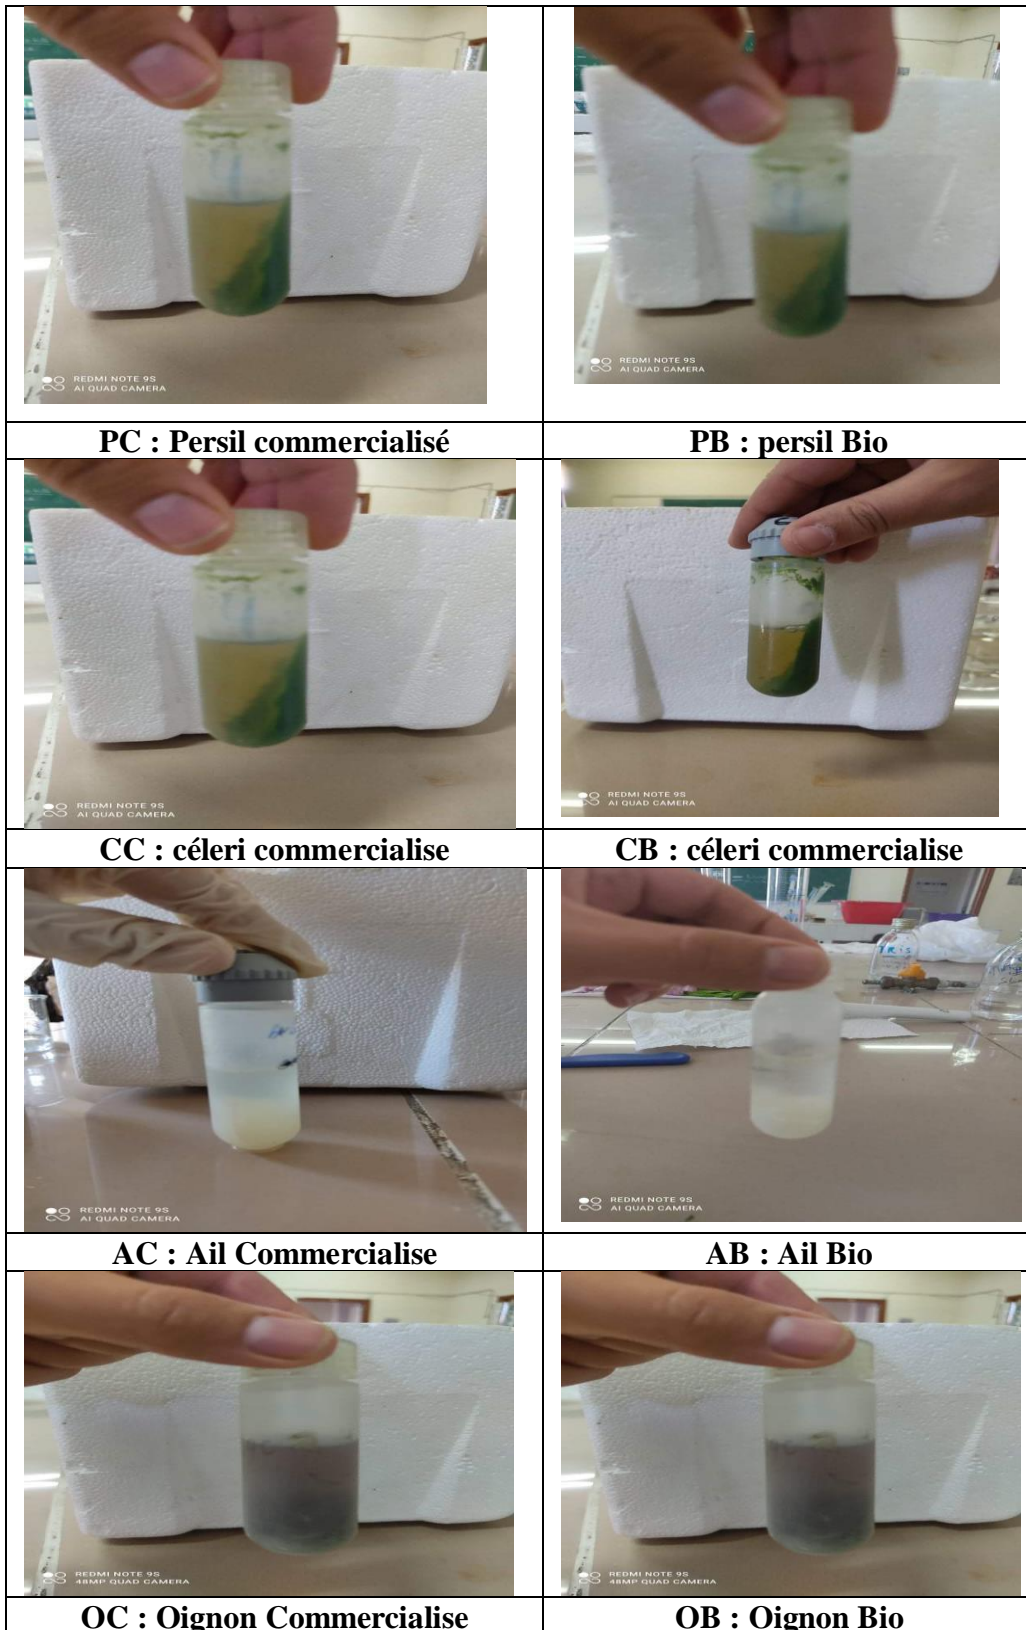 REDMI NOTE 9S
AI QUAD CAMERA
REDMI NOTE 9S
AI QUAD CAMERA
PC : Persil commercialisé
PB : persil Bio
REDMI NOTE 9S
AI QUAD CAMERA
REDMI NOTE 9S
AI QUAD CAMERA
CC : céleri commercialise
CB : céleri commercialise
TRIS
REDMI NOTE 9S
AI QUAD CAMERA
REDMI NOTE 9S
AI QUAD CAMERA
AC : Ail Commercialise
AB : Ail Bio
REDMI NOTE 9S
48MP QUAD CAMERA
REDMI NOTE 9S
48MP QUAD CAMERA
OC : Oignon Commercialise
OB : Oignon Bio